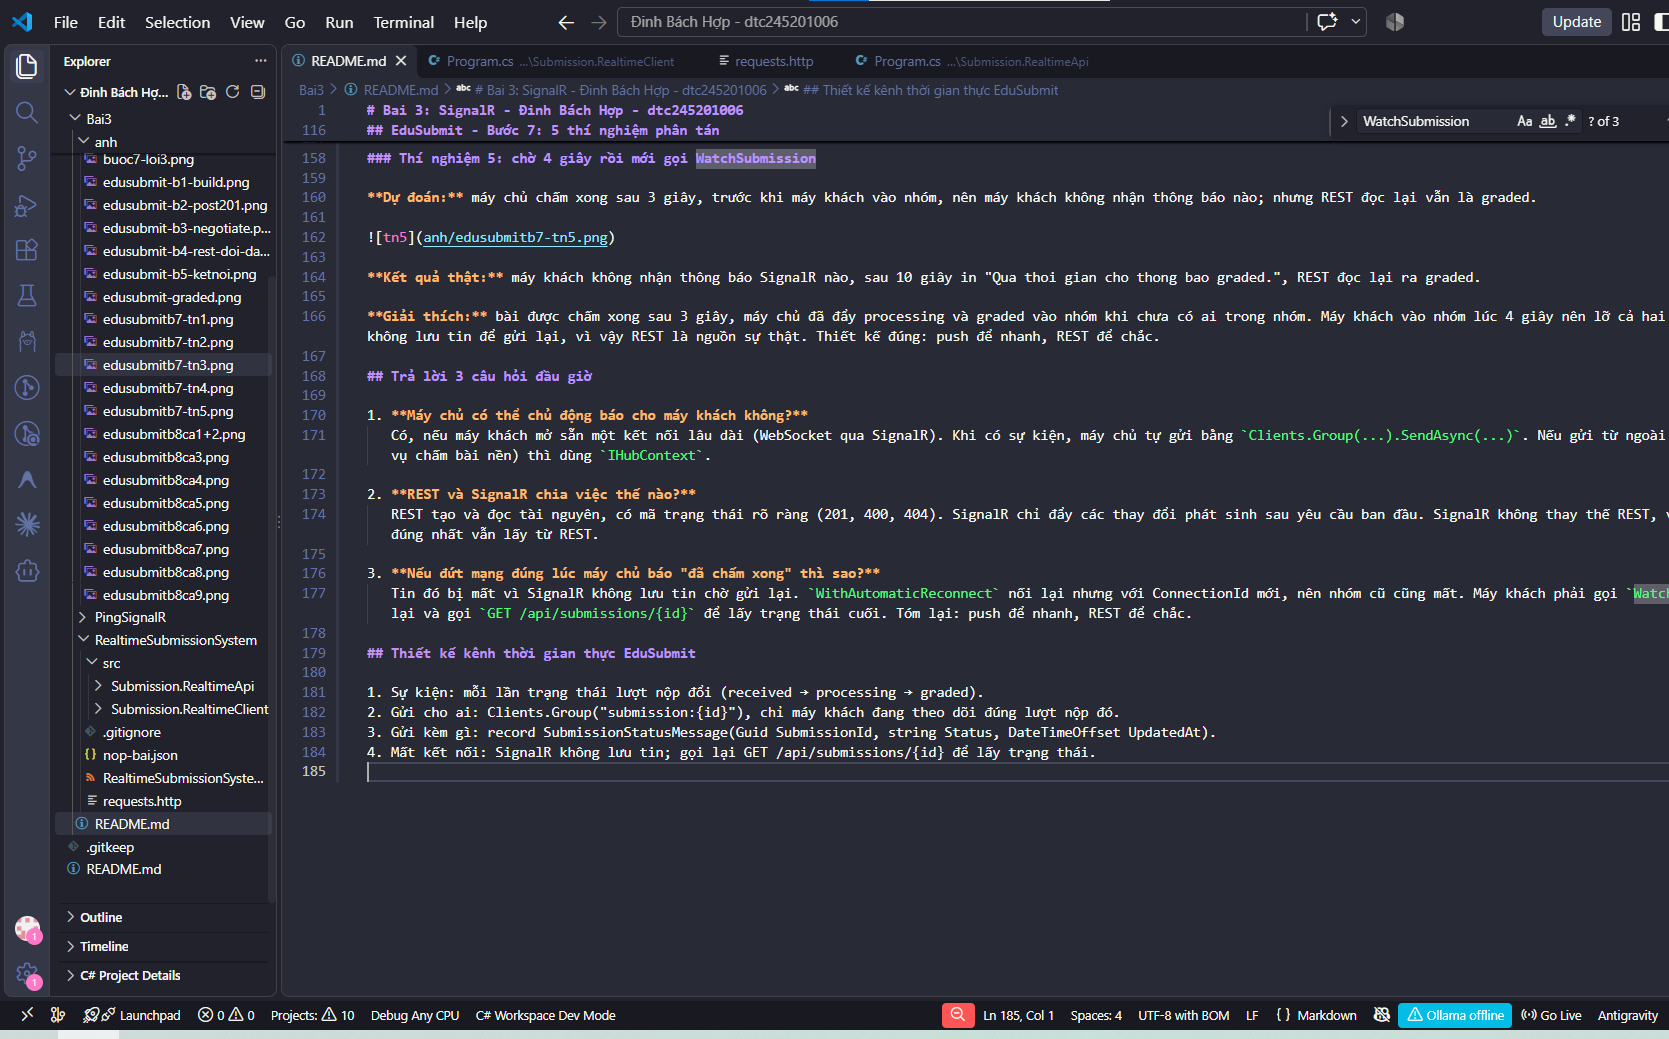 File Edit Selection View Go Run Terminal Help
Đinh Bách Hợp - dtc245201006
Update
Explorer
Đinh Bách Hợ...
Bai3
anh
buoc7-loi3.png
edusubmit-b1-build.png
edusubmit-b2-post201.png
edusubmit-b3-negotiate.p...
edusubmit-b4-rest-doi-da...
edusubmit-b5-ketnoi.png
edusubmit-graded.png
edusubmitb7-tn1.png
edusubmitb7-tn2.png
edusubmitb7-tn3.png
edusubmitb7-tn4.png
edusubmitb7-tn5.png
edusubmitb8ca1+2.png
edusubmitb8ca3.png
edusubmitb8ca4.png
edusubmitb8ca5.png
edusubmitb8ca6.png
edusubmitb8ca7.png
edusubmitb8ca8.png
edusubmitb8ca9.png
PingSignalR
RealtimeSubmissionSystem
src
Submission.RealtimeApi
Submission.RealtimeClient
.gitignore
nop-bai.json
RealtimeSubmissionSyste...
requests.http
README.md
.gitkeep
README.md
Outline
Timeline
C# Project Details
README.md
Program.cs ...\Submission.RealtimeClient
requests.http
Program.cs ...\Submission.RealtimeApi
Bai3 > README.md > # Bai 3: SignalR - Đinh Bách Hợp - dtc245201006 > ## Thiết kế kênh thời gian thực EduSubmit
WatchSubmission Aa ab .* ? of 3
1 # Bai 3: SignalR - Đinh Bách Hợp - dtc245201006
116 ## EduSubmit - Bước 7: 5 thí nghiệm phân tán
158 ### Thí nghiệm 5: chờ 4 giây rồi mới gọi WatchSubmission
159
160 **Dự đoán:** máy chủ chấm xong sau 3 giây, trước khi máy khách vào nhóm, nên máy khách không nhận thông báo nào; nhưng REST đọc lại vẫn là graded.
161
162 ![tn5](anh/edusubmitb7-tn5.png)
163
164 **Kết quả thật:** máy khách không nhận thông báo SignalR nào, sau 10 giây in "Qua thoi gian cho thong bao graded.", REST đọc lại ra graded.
165
166 **Giải thích:** bài được chấm xong sau 3 giây, máy chủ đã đẩy processing và graded vào nhóm khi chưa có ai trong nhóm. Máy khách vào nhóm lúc 4 giây nên lỡ cả hai
không lưu tin để gửi lại, vì vậy REST là nguồn sự thật. Thiết kế đúng: push để nhanh, REST để chắc.
167
168 ## Trả lời 3 câu hỏi đầu giờ
169
170 1. **Máy chủ có thể chủ động báo cho máy khách không?**
171 Có, nếu máy khách mở sẵn một kết nối lâu dài (WebSocket qua SignalR). Khi có sự kiện, máy chủ tự gửi bằng `Clients.Group(...).SendAsync(...)`. Nếu gửi từ ngoài
vụ chấm bài nền) thì dùng `IHubContext`.
172
173 2. **REST và SignalR chia việc thế nào?**
174 REST tạo và đọc tài nguyên, có mã trạng thái rõ ràng (201, 400, 404). SignalR chỉ đẩy các thay đổi phát sinh sau yêu cầu ban đầu. SignalR không thay thế REST,
đúng nhất vẫn lấy từ REST.
175
176 3. **Nếu đứt mạng đúng lúc máy chủ báo "đã chấm xong" thì sao?**
177 Tin đó bị mất vì SignalR không lưu tin chờ gửi lại. `WithAutomaticReconnect` nối lại nhưng với ConnectionId mới, nên nhóm cũ cũng mất. Máy khách phải gọi `Watch
lại và gọi `GET /api/submissions/{id}` để lấy trạng thái cuối. Tóm lại: push để nhanh, REST để chắc.
178
179 ## Thiết kế kênh thời gian thực EduSubmit
180
181 1. Sự kiện: mỗi lần trạng thái lượt nộp đổi (received → processing → graded).
182 2. Gửi cho ai: Clients.Group("submission:{id}"), chỉ máy khách đang theo dõi đúng lượt nộp đó.
183 3. Gửi kèm gì: record SubmissionStatusMessage(Guid SubmissionId, string Status, DateTimeOffset UpdatedAt).
184 4. Mất kết nối: SignalR không lưu tin; gọi lại GET /api/submissions/{id} để lấy trạng thái.
185
1
1
Launchpad 0 0 Projects: 10 Debug Any CPU C# Workspace Dev Mode
Ln 185, Col 1 Spaces: 4 UTF-8 with BOM LF { } Markdown Ollama offline Go Live Antigravity